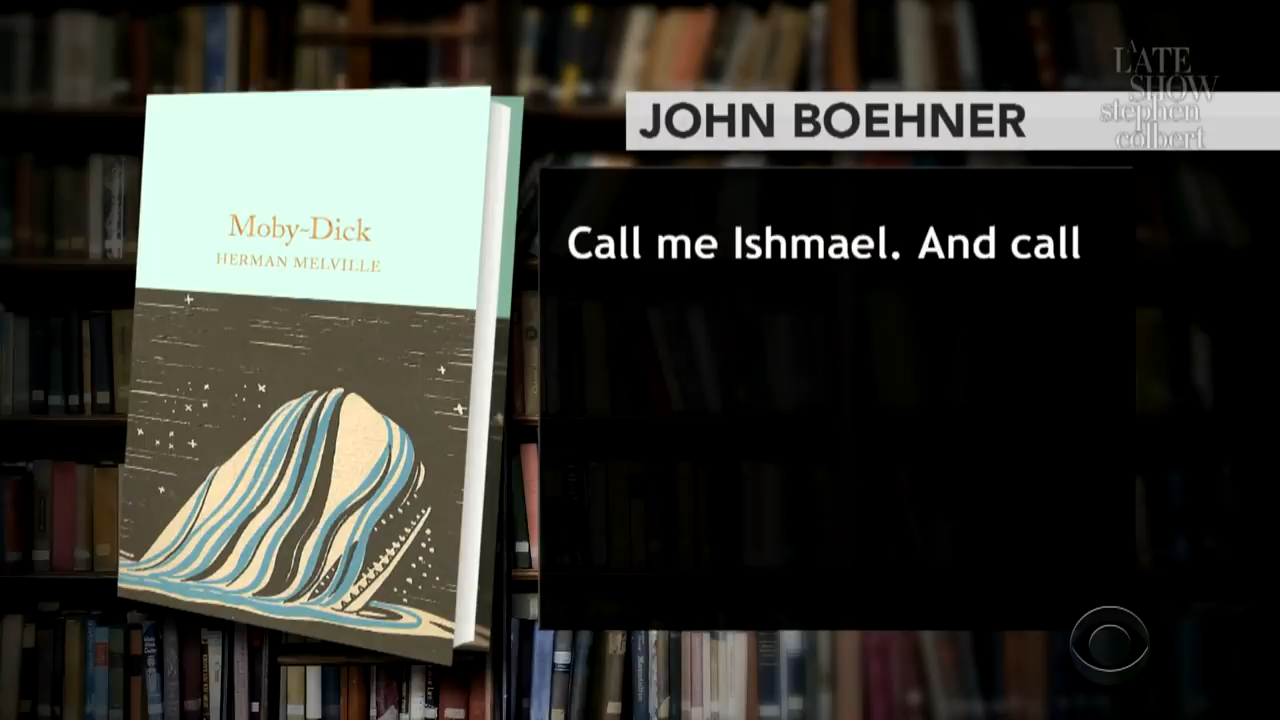 Moby-Dick
HERMAN MELVILLE
JOHN BOEHNER
A LATE
SHOW
stephen
colbert
Call me Ishmael. And call